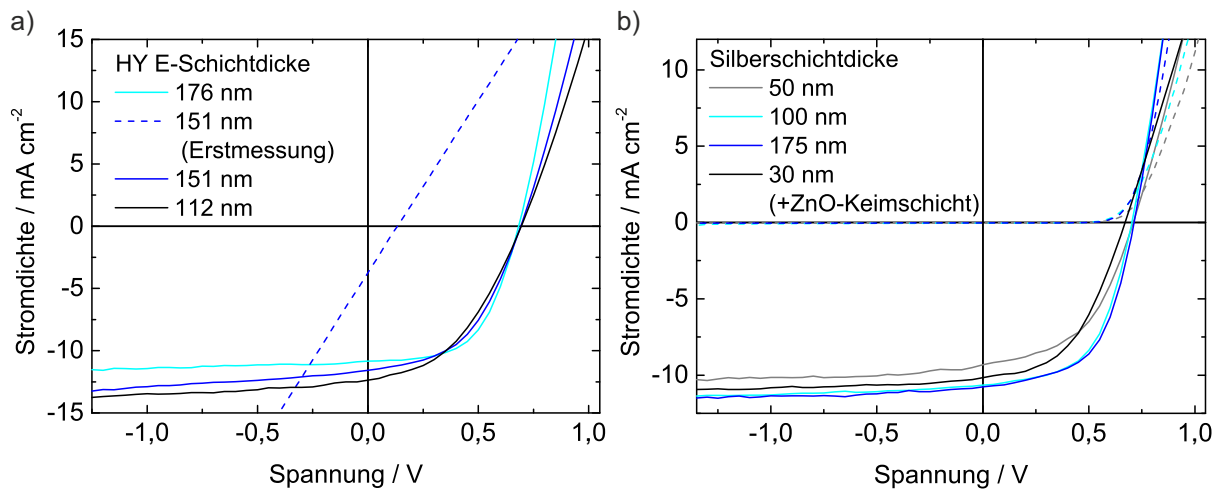 a)
15
10
5
0
-5
-10
-15
Stromdichte / mA cm-2
HY E-Schichtdicke
176 nm
151 nm
(Erstmessung)
151 nm
112 nm
-1,0 -0,5 0,0 0,5 1,0
Spannung / V
b)
10
5
0
-5
-10
Stromdichte / mA cm-2
Silberschichtdicke
50 nm
100 nm
175 nm
30 nm
(+ZnO-Keimschicht)
-1,0 -0,5 0,0 0,5 1,0
Spannung / V